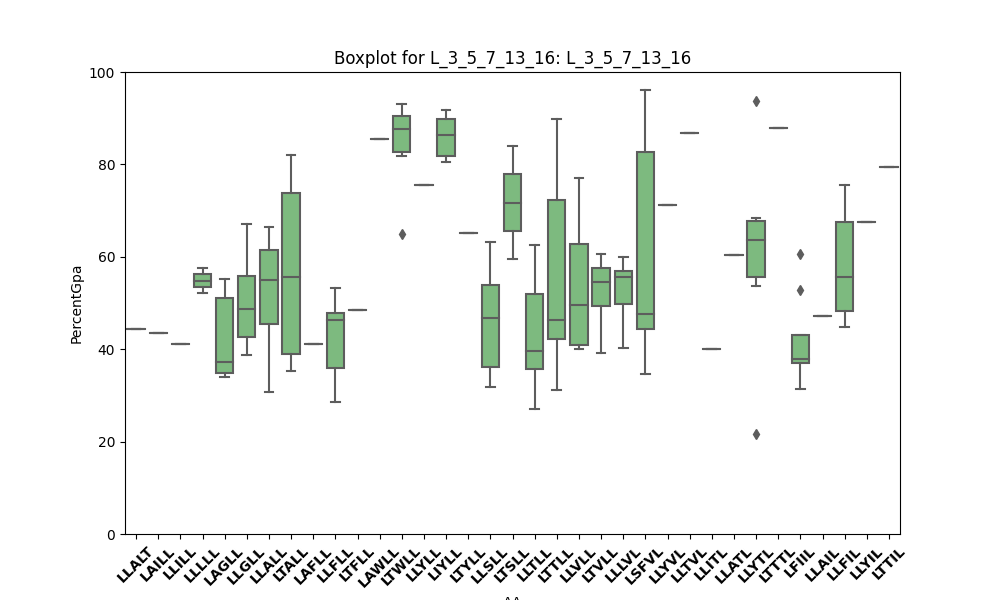 Boxplot for L_3_5_7_13_16: L_3_5_7_13_16
PercentGpa
100
80
60
40
20
0
LLALT
LAILL
LLILL
LLLLL
LAGLL
LLGLL
LLALL
LTALL
LAFLL
LLFLL
LTFLL
LAWLL
LTWLL
LLYLL
LIYLL
LTYLL
LLSLL
LTSLL
LLTLL
LTTLL
LLVLL
LTVLL
LLLVL
LSFVL
LLYVL
LLTVL
LLITL
LLATL
LLYTL
LTTTL
LFIIL
LLAIL
LLFIL
LLYIL
LTTIL